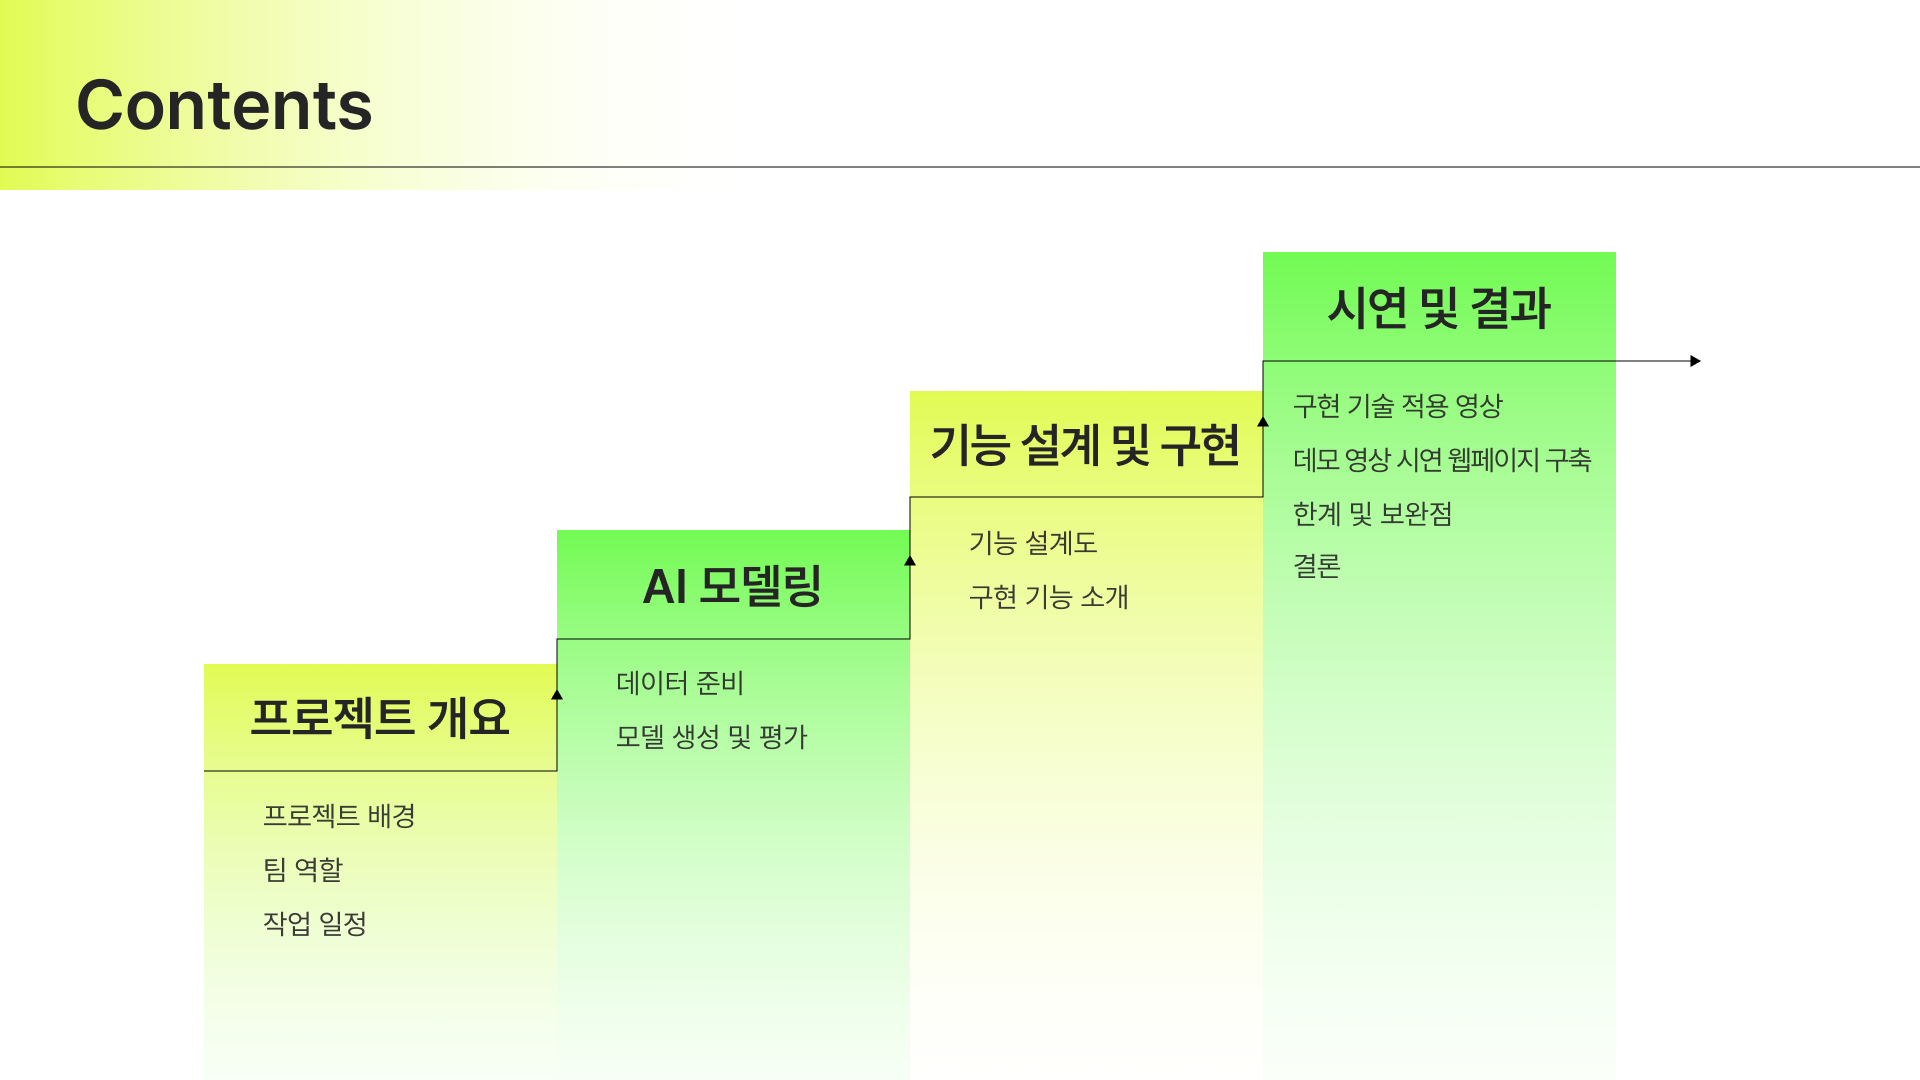 Contents
프로젝트 개요
프로젝트 배경
팀 역할
작업 일정
AI 모델링
데이터 준비
모델 생성 및 평가
기능 설계 및 구현
기능 설계도
구현 기능 소개
시연 및 결과
구현 기술 적용 영상
데모 영상 시연 웹페이지 구축
한계 및 보완점
결론